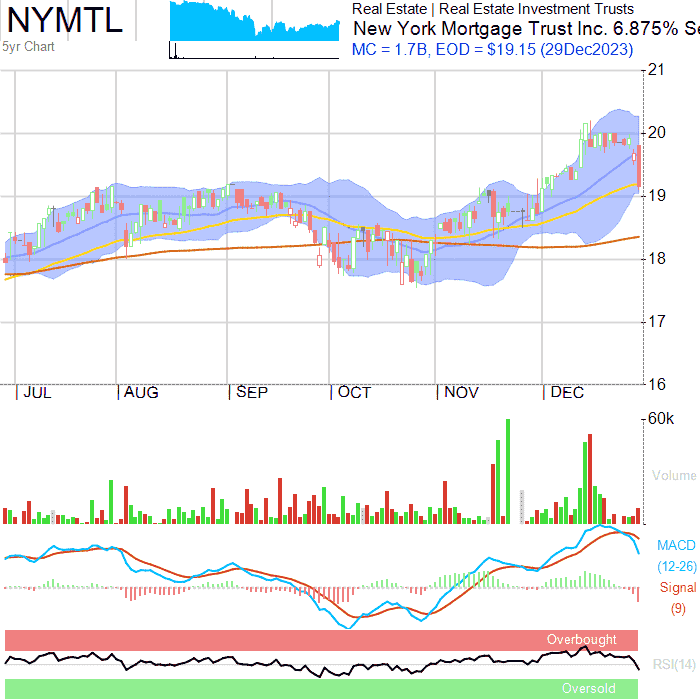 NYMTL
5yr Chart
Real Estate | Real Estate Investment Trusts
New York Mortgage Trust Inc. 6.875% Se
MC = 1.7B, EOD = $19.15 (29Dec2023)
21
20
19
18
17
16
JUL AUG SEP OCT NOV DEC
60k
Volume
MACD
(12-26)
Signal
(9)
Overbought
RSI(14)
Oversold